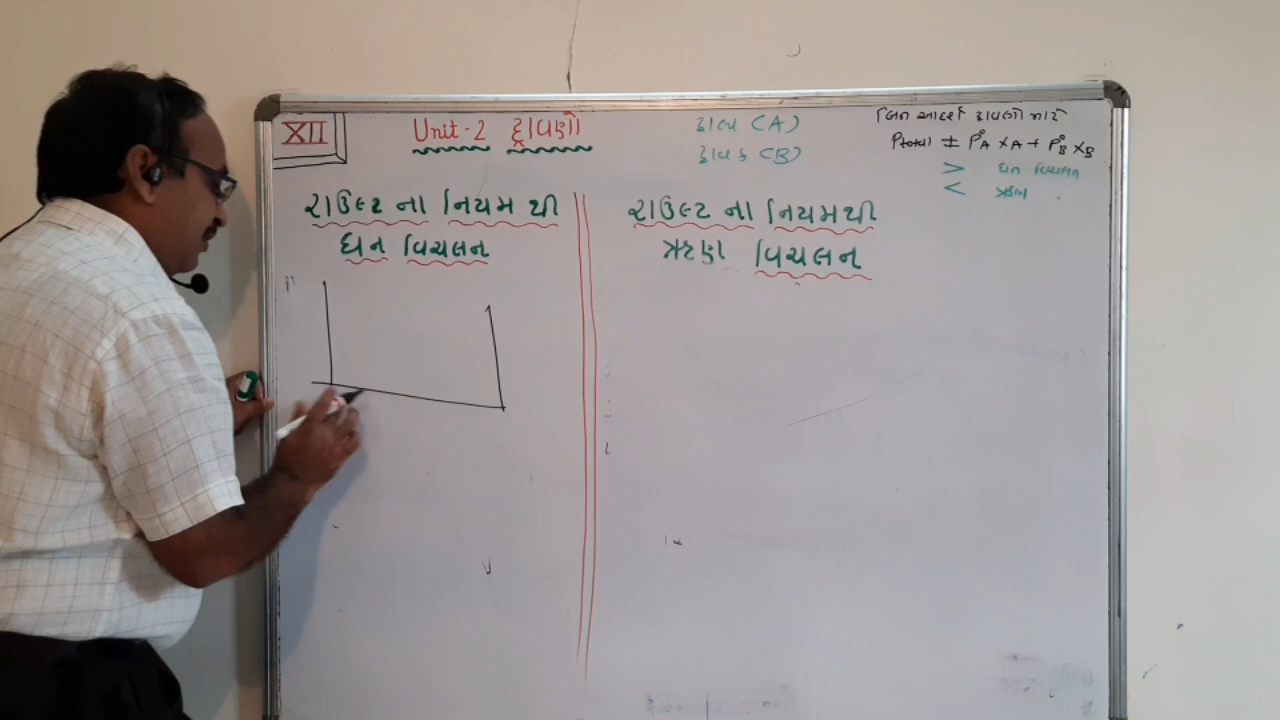 XII
Unit-2 દ્રાવણો
દ્રાવ્ય (A)
દ્રાવક (B)
બિન આદર્શ દ્રાવણો માટે
Ptotal ± P°A XA + P°B XB
> ધન વિચલન
<
રાઉલ્ટ ના નિયમ થી
ધન વિચલન
રાઉલ્ટ ના નિયમથી
ઋણ વિચલન